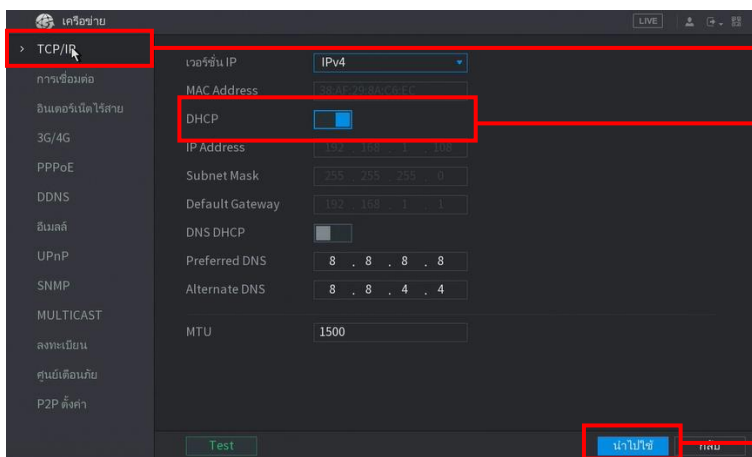 เครือข่าย LIVE
TCP/IP
เวอร์ชั่น IP IPv4
การเชื่อมต่อ
MAC Address 38:AF:29:8A:C6:EC
อินเตอร์เน็ตไร้สาย
DHCP
3G/4G
IP Address 192 . 168 . 1 . 108
PPPoE
Subnet Mask 255 . 255 . 255 . 0
DDNS
Default Gateway 192 . 168 . 1 . 1
อีเมลล์
DNS DHCP
UPnP
Preferred DNS 8 . 8 . 8 . 8
SNMP
Alternate DNS 8 . 8 . 4 . 4
MULTICAST
MTU 1500
ลงทะเบียน
ศูนย์เตือนภัย
P2P ตั้งค่า
Test นำไปใช้ กลับ